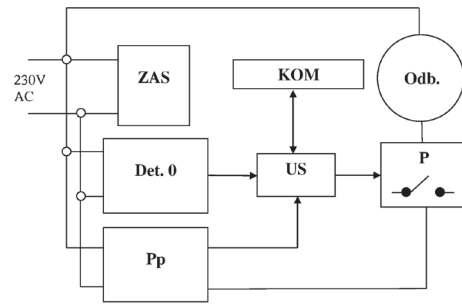 230V
AC
ZAS
KOM
Odb.
Det. 0
US
P
Pp